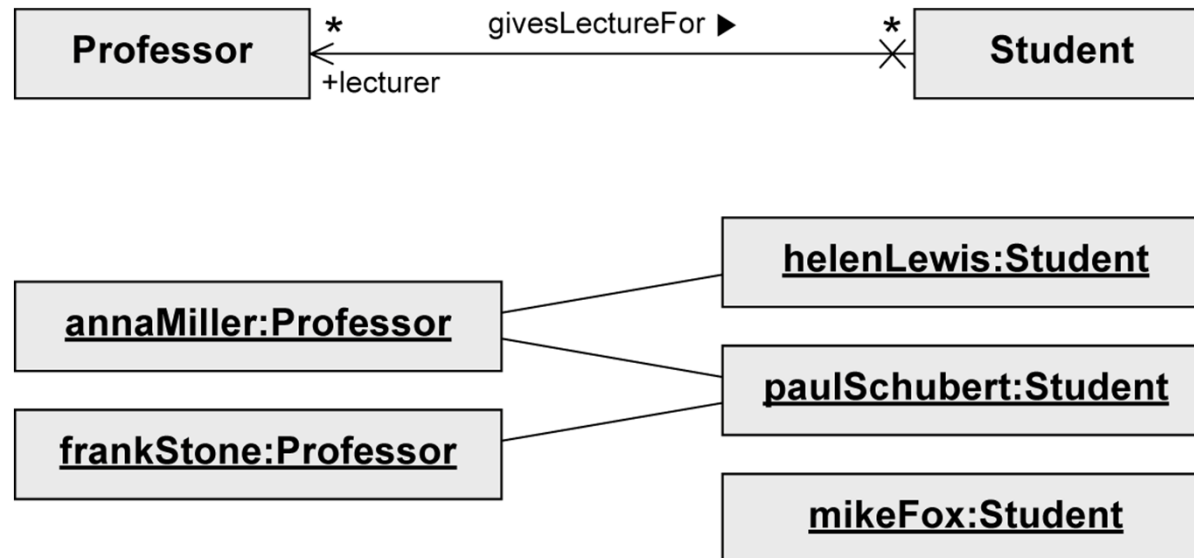 * givesLectureFor ▶ *
Professor Student
+lecturer
helenLewis:Student
annaMiller:Professor
paulSchubert:Student
frankStone:Professor
mikeFox:Student